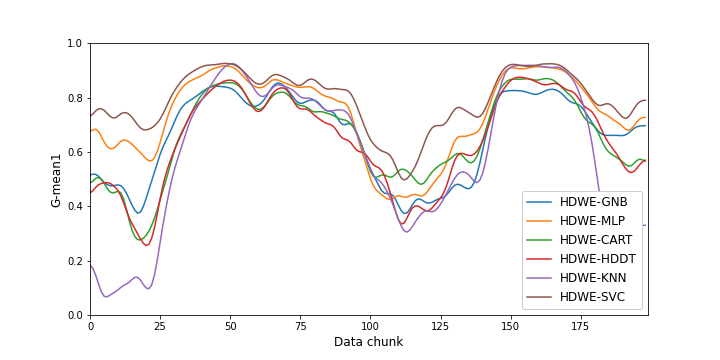 1.0
0.8
0.6
0.4
0.2
0.0
G-mean1
0 25 50 75 100 125 150 175
Data chunk
HDWE-GNB
HDWE-MLP
HDWE-CART
HDWE-HDDT
HDWE-KNN
HDWE-SVC